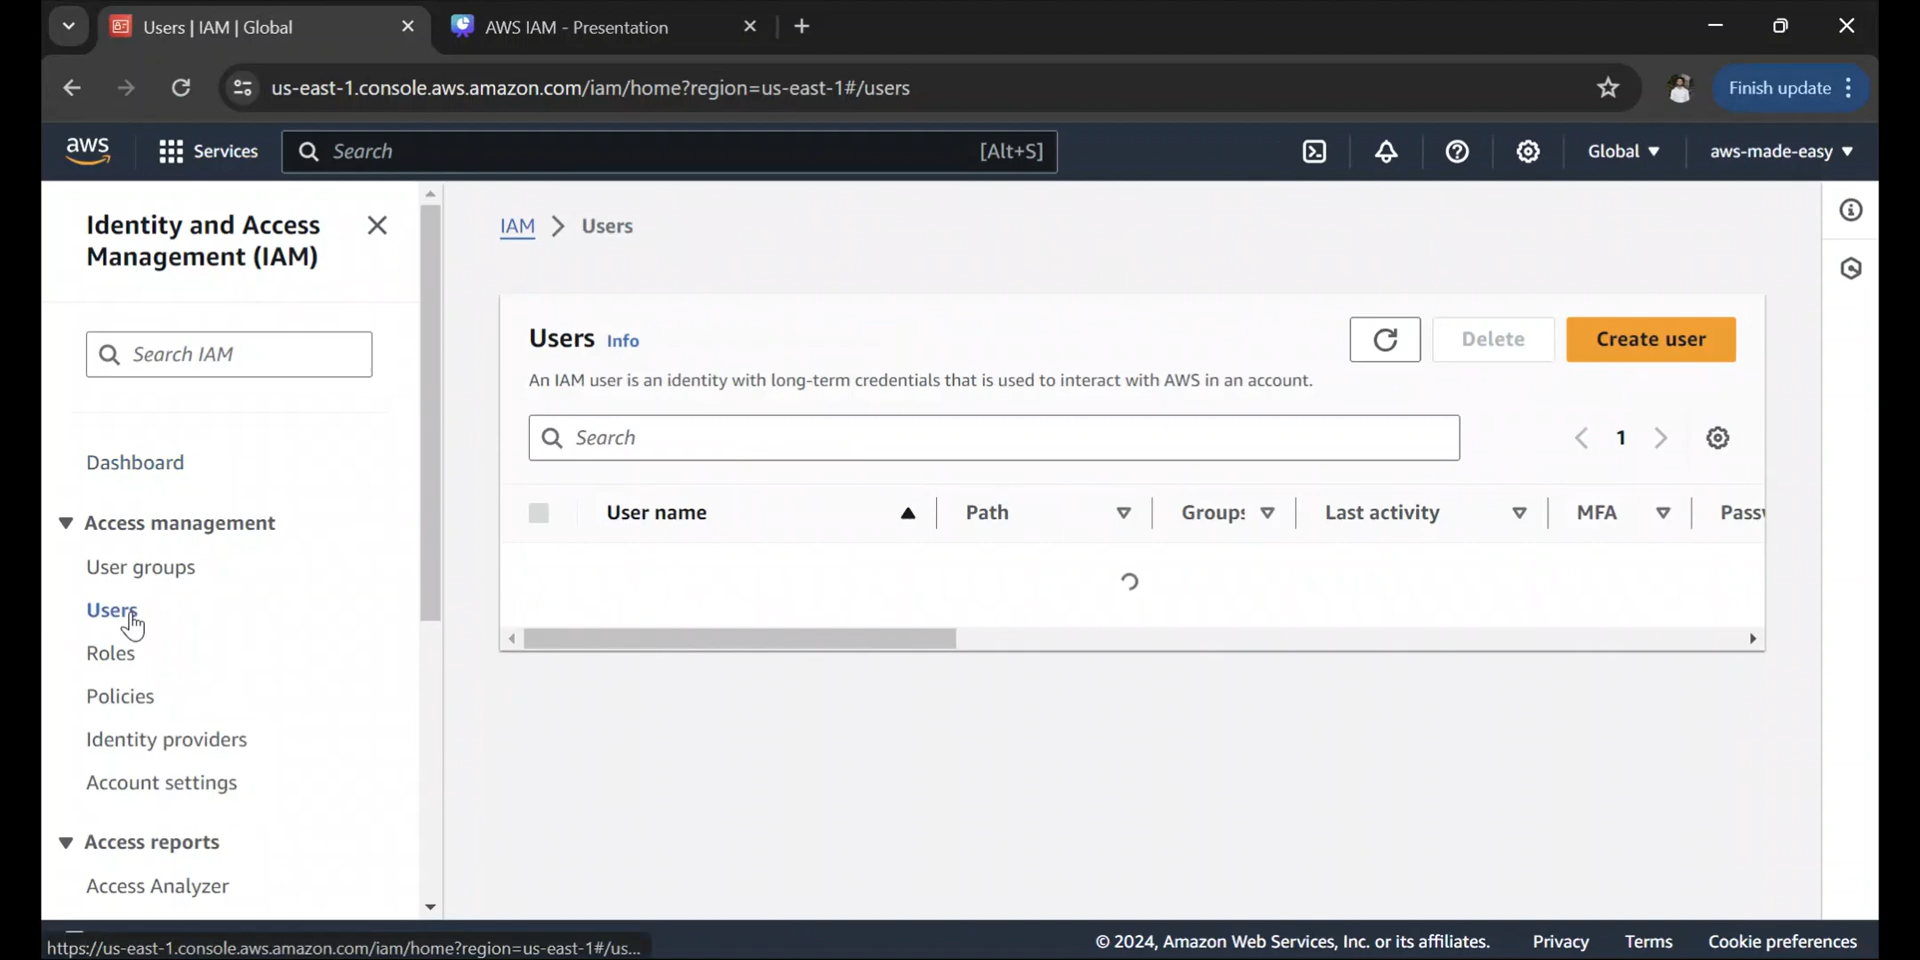 Users | IAM | Global
AWS IAM - Presentation
us-east-1.console.aws.amazon.com/iam/home?region=us-east-1#/users
Finish update
aws
Services
Search
[Alt+S]
Global
aws-made-easy
Identity and Access
Management (IAM)
Search IAM
Dashboard
Access management
User groups
Users
Roles
Policies
Identity providers
Account settings
Access reports
Access Analyzer
IAM
Users
Users Info
Delete
Create user
An IAM user is an identity with long-term credentials that is used to interact with AWS in an account.
Search
1
User name Path Groups Last activity MFA Passw
https://us-east-1.console.aws.amazon.com/iam/home?region=us-east-1#/us...
© 2024, Amazon Web Services, Inc. or its affiliates. Privacy Terms Cookie preferences